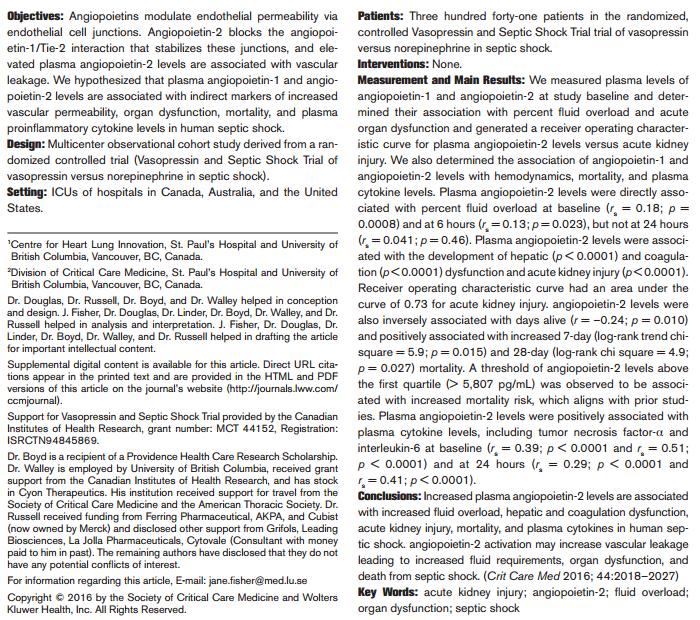 Objectives: Angiopoietins modulate endothelial permeability via
endothelial cell junctions. Angiopoietin-2 blocks the angiopoi-
etin-1/Tie-2 interaction that stabilizes these junctions, and ele-
vated plasma angiopoietin-2 levels are associated with vascular
leakage. We hypothesized that plasma angiopoietin-1 and angio-
poietin-2 levels are associated with indirect markers of increased
vascular permeability, organ dysfunction, mortality, and plasma
proinflammatory cytokine levels in human septic shock.
Design: Multicenter observational cohort study derived from a ran-
domized controlled trial (Vasopressin and Septic Shock Trial of
vasopressin versus norepinephrine in septic shock).
Setting: ICUs of hospitals in Canada, Australia, and the United
States.
¹Centre for Heart Lung Innovation, St. Paul's Hospital and University of
British Columbia, Vancouver, BC, Canada.
²Division of Critical Care Medicine, St. Paul's Hospital and University of
British Columbia, Vancouver, BC, Canada.
Dr. Douglas, Dr. Russell, Dr. Boyd, and Dr. Walley helped in conception
and design. J. Fisher, Dr. Douglas, Dr. Linder, Dr. Boyd, Dr. Walley, and Dr.
Russell helped in analysis and interpretation. J. Fisher, Dr. Douglas, Dr.
Linder, Dr. Boyd, Dr. Walley, and Dr. Russell helped in drafting the article
for important intellectual content.
Supplemental digital content is available for this article. Direct URL cita-
tions appear in the printed text and are provided in the HTML and PDF
versions of this article on the journal's website (http://journals.lww.com/
ccmjournal).
Support for Vasopressin and Septic Shock Trial provided by the Canadian
Institutes of Health Research, grant number: MCT 44152, Registration:
ISRCTN94845869.
Dr. Boyd is a recipient of a Providence Health Care Research Scholarship.
Dr. Walley is employed by University of British Columbia, received grant
support from the Canadian Institutes of Health Research, and has stock
in Cyon Therapeutics. His institution received support for travel from the
Society of Critical Care Medicine and the American Thoracic Society. Dr.
Russell received funding from Ferring Pharmaceutical, AKPA, and Cubist
(now owned by Merck) and disclosed other support from Grifols, Leading
Biosciences, La Jolla Pharmaceuticals, Cytovale (Consultant with money
paid to him in past). The remaining authors have disclosed that they do not
have any potential conflicts of interest.
For information regarding this article, E-mail: jane.fisher@med.lu.se
Copyright © 2016 by the Society of Critical Care Medicine and Wolters
Kluwer Health, Inc. All Rights Reserved.
Patients: Three hundred forty-one patients in the randomized,
controlled Vasopressin and Septic Shock Trial trial of vasopressin
versus norepinephrine in septic shock.
Interventions: None.
Measurement and Main Results: We measured plasma levels of
angiopoietin-1 and angiopoietin-2 at study baseline and deter-
mined their association with percent fluid overload and acute
organ dysfunction and generated a receiver operating character-
istic curve for plasma angiopoietin-2 levels versus acute kidney
injury. We also determined the association of angiopoietin-1 and
angiopoietin-2 levels with hemodynamics, mortality, and plasma
cytokine levels. Plasma angiopoietin-2 levels were directly asso-
ciated with percent fluid overload at baseline (rₛ = 0.18; p =
0.0008) and at 6 hours (rₛ = 0.13; p = 0.023), but not at 24 hours
(rₛ = 0.041; p = 0.46). Plasma angiopoietin-2 levels were associ-
ated with the development of hepatic (p < 0.0001) and coagula-
tion (p < 0.0001) dysfunction and acute kidney injury (p < 0.0001).
Receiver operating characteristic curve had an area under the
curve of 0.73 for acute kidney injury. angiopoietin-2 levels were
also inversely associated with days alive (r = −0.24; p = 0.010)
and positively associated with increased 7-day (log-rank trend chi-
square = 5.9; p = 0.015) and 28-day (log-rank chi square = 4.9;
p = 0.027) mortality. A threshold of angiopoietin-2 levels above
the first quartile (> 5,807 pg/mL) was observed to be associ-
ated with increased mortality risk, which aligns with prior stud-
ies. Plasma angiopoietin-2 levels were positively associated with
plasma cytokine levels, including tumor necrosis factor-α and
interleukin-6 at baseline (rₛ = 0.39; p < 0.0001 and rₛ = 0.51;
p < 0.0001) and at 24 hours (rₛ = 0.29; p < 0.0001 and
rₛ = 0.41; p < 0.0001).
Conclusions: Increased plasma angiopoietin-2 levels are associated
with increased fluid overload, hepatic and coagulation dysfunction,
acute kidney injury, mortality, and plasma cytokines in human sep-
tic shock. angiopoietin-2 activation may increase vascular leakage
leading to increased fluid requirements, organ dysfunction, and
death from septic shock. (Crit Care Med 2016; 44:2018–2027)
Key Words: acute kidney injury; angiopoietin-2; fluid overload;
organ dysfunction; septic shock